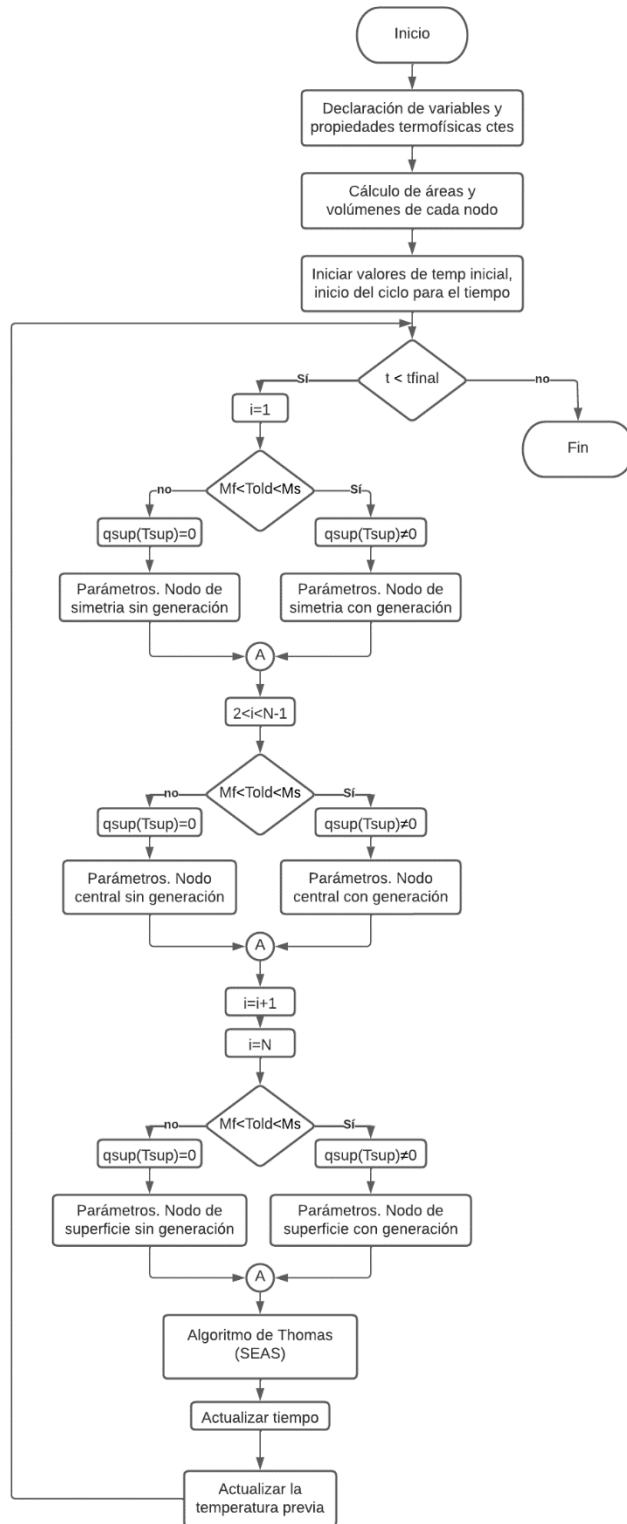 Inicio
Declaración de variables y
propiedades termofísicas ctes
Cálculo de áreas y
volúmenes de cada nodo
Iniciar valores de temp inicial,
inicio del ciclo para el tiempo
t < tfinal
Sí
no
i=1
Fin
Mf<Told<Ms
no
Sí
qsup(Tsup)=0
qsup(Tsup)≠0
Parámetros. Nodo de
simetria sin generación
Parámetros. Nodo de
simetria con generación
A
2<i<N-1
Mf<Told<Ms
no
Sí
qsup(Tsup)=0
qsup(Tsup)≠0
Parámetros. Nodo
central sin generación
Parámetros. Nodo
central con generación
A
i=i+1
i=N
Mf<Told<Ms
no
Sí
qsup(Tsup)=0
qsup(Tsup)≠0
Parámetros. Nodo de
superficie sin generación
Parámetros. Nodo de
superficie con generación
A
Algoritmo de Thomas
(SEAS)
Actualizar tiempo
Actualizar la
temperatura previa